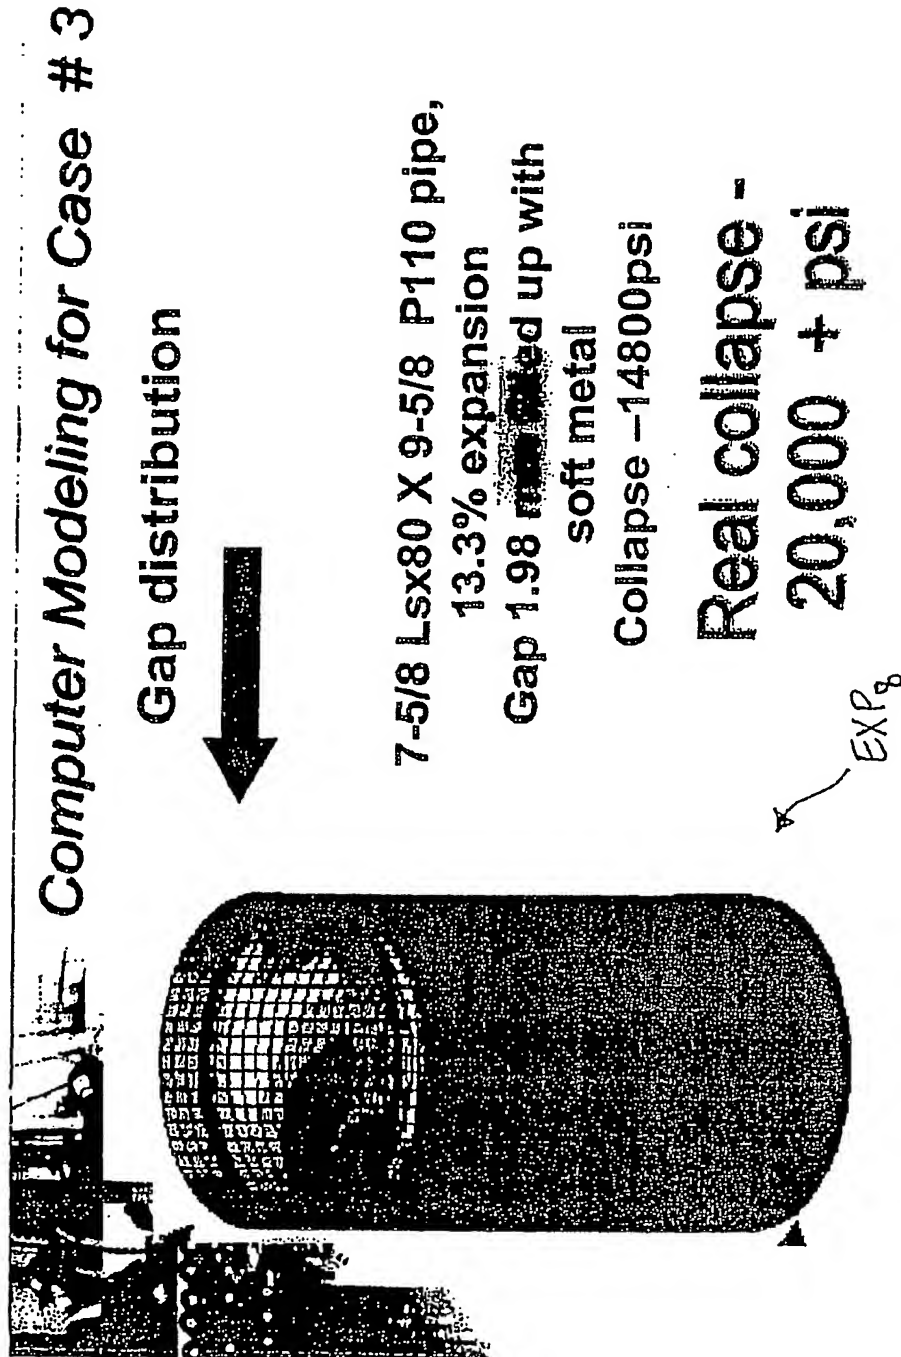 Computer Modeling for Case # 3
Gap distribution
7-5/8 Lsx80 X 9-5/8 P110 pipe,
13.3% expansion
Gap 1.98 up with
soft metal
Collapse –14800psi
Real collapse -
20,000 + psi
EXP8